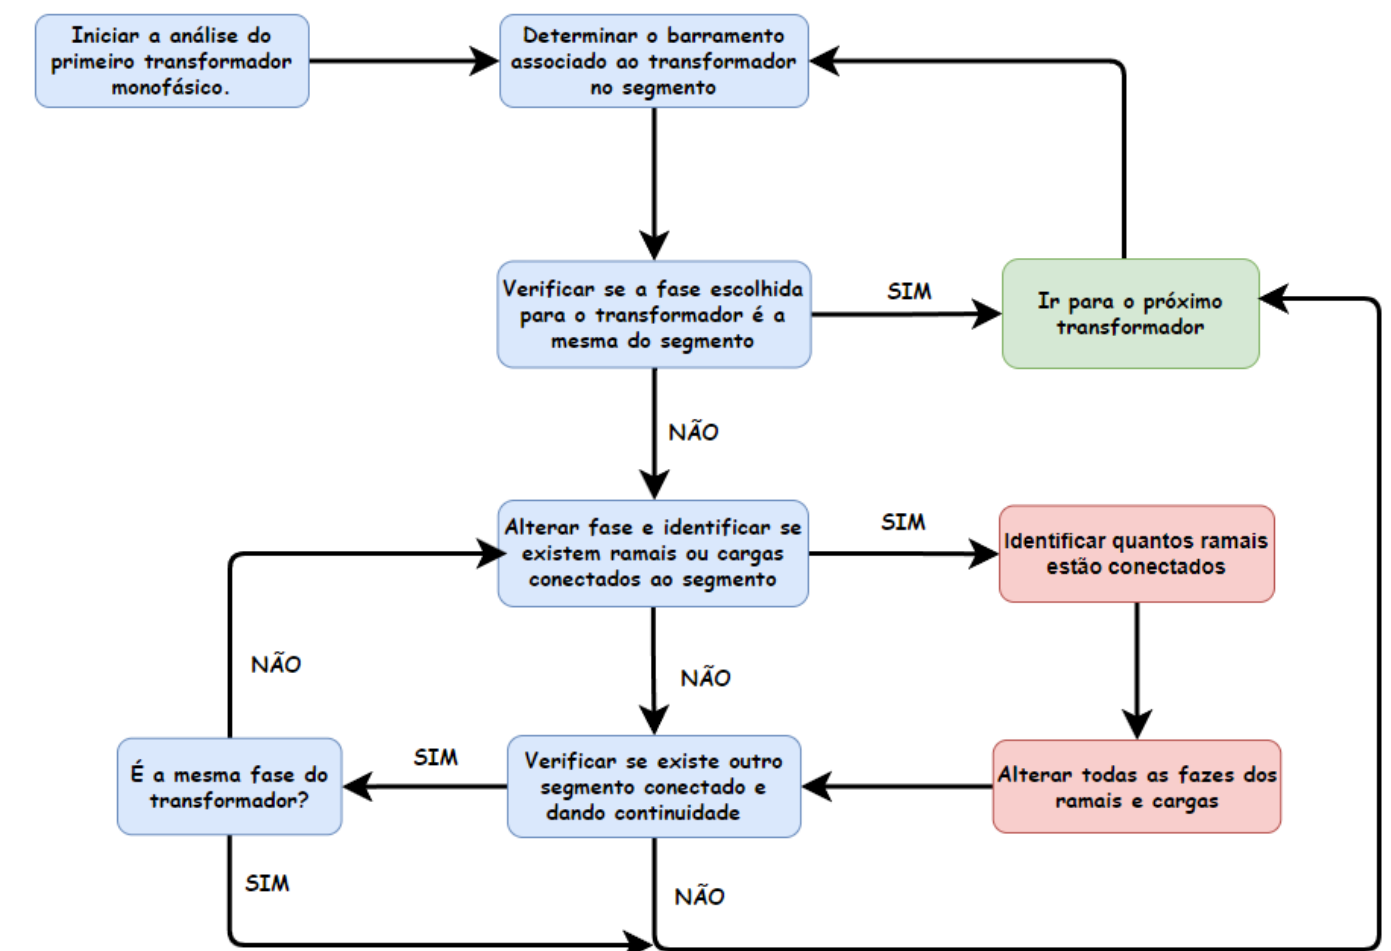 Iniciar a análise do
primeiro transformador
monofásico.
Determinar o barramento
associado ao transformador
no segmento
Verificar se a fase escolhida
para o transformador é a
mesma do segmento
SIM
Ir para o próximo
transformador
NÃO
Alterar fase e identificar se
existem ramais ou cargas
conectados ao segmento
SIM
Identificar quantos ramais
estão conectados
NÃO
NÃO
É a mesma fase do
transformador?
SIM
Verificar se existe outro
segmento conectado e
dando continuidade
Alterar todas as fazes dos
ramais e cargas
SIM
NÃO